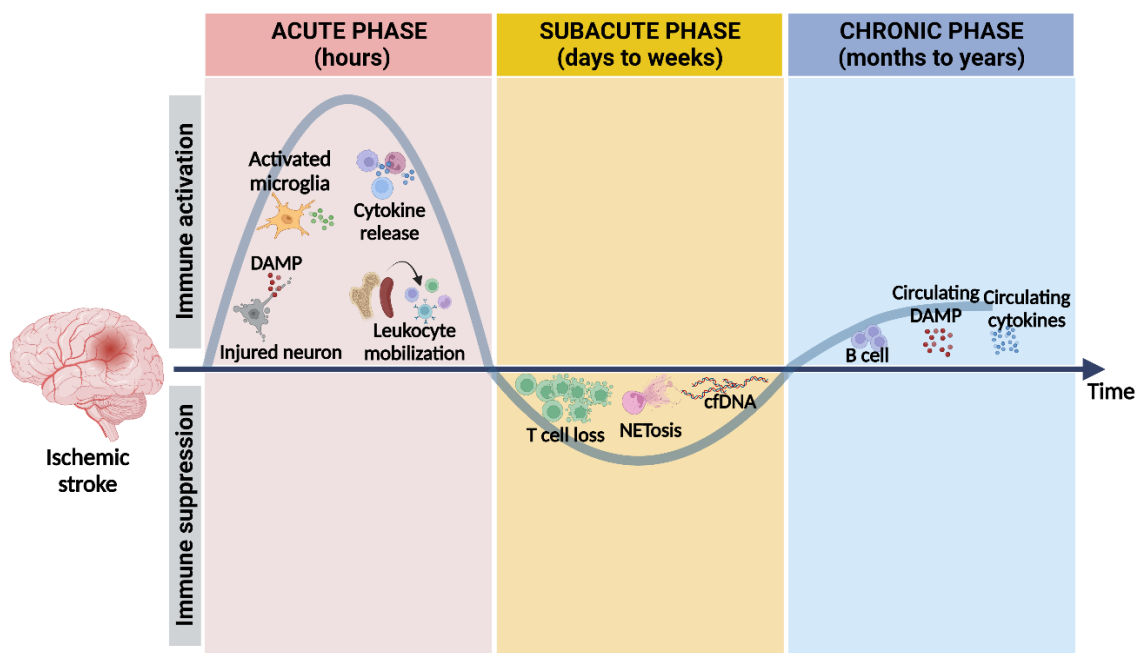 ACUTE PHASE
(hours)
SUBACUTE PHASE
(days to weeks)
CHRONIC PHASE
(months to years)
Immune activation
Activated
microglia
Cytokine
release
DAMP
Injured neuron
Leukocyte
mobilization
Circulating
DAMP
Circulating
cytokines
B cell
Time
Ischemic
stroke
Immune suppression
T cell loss
NETosis
cfDNA